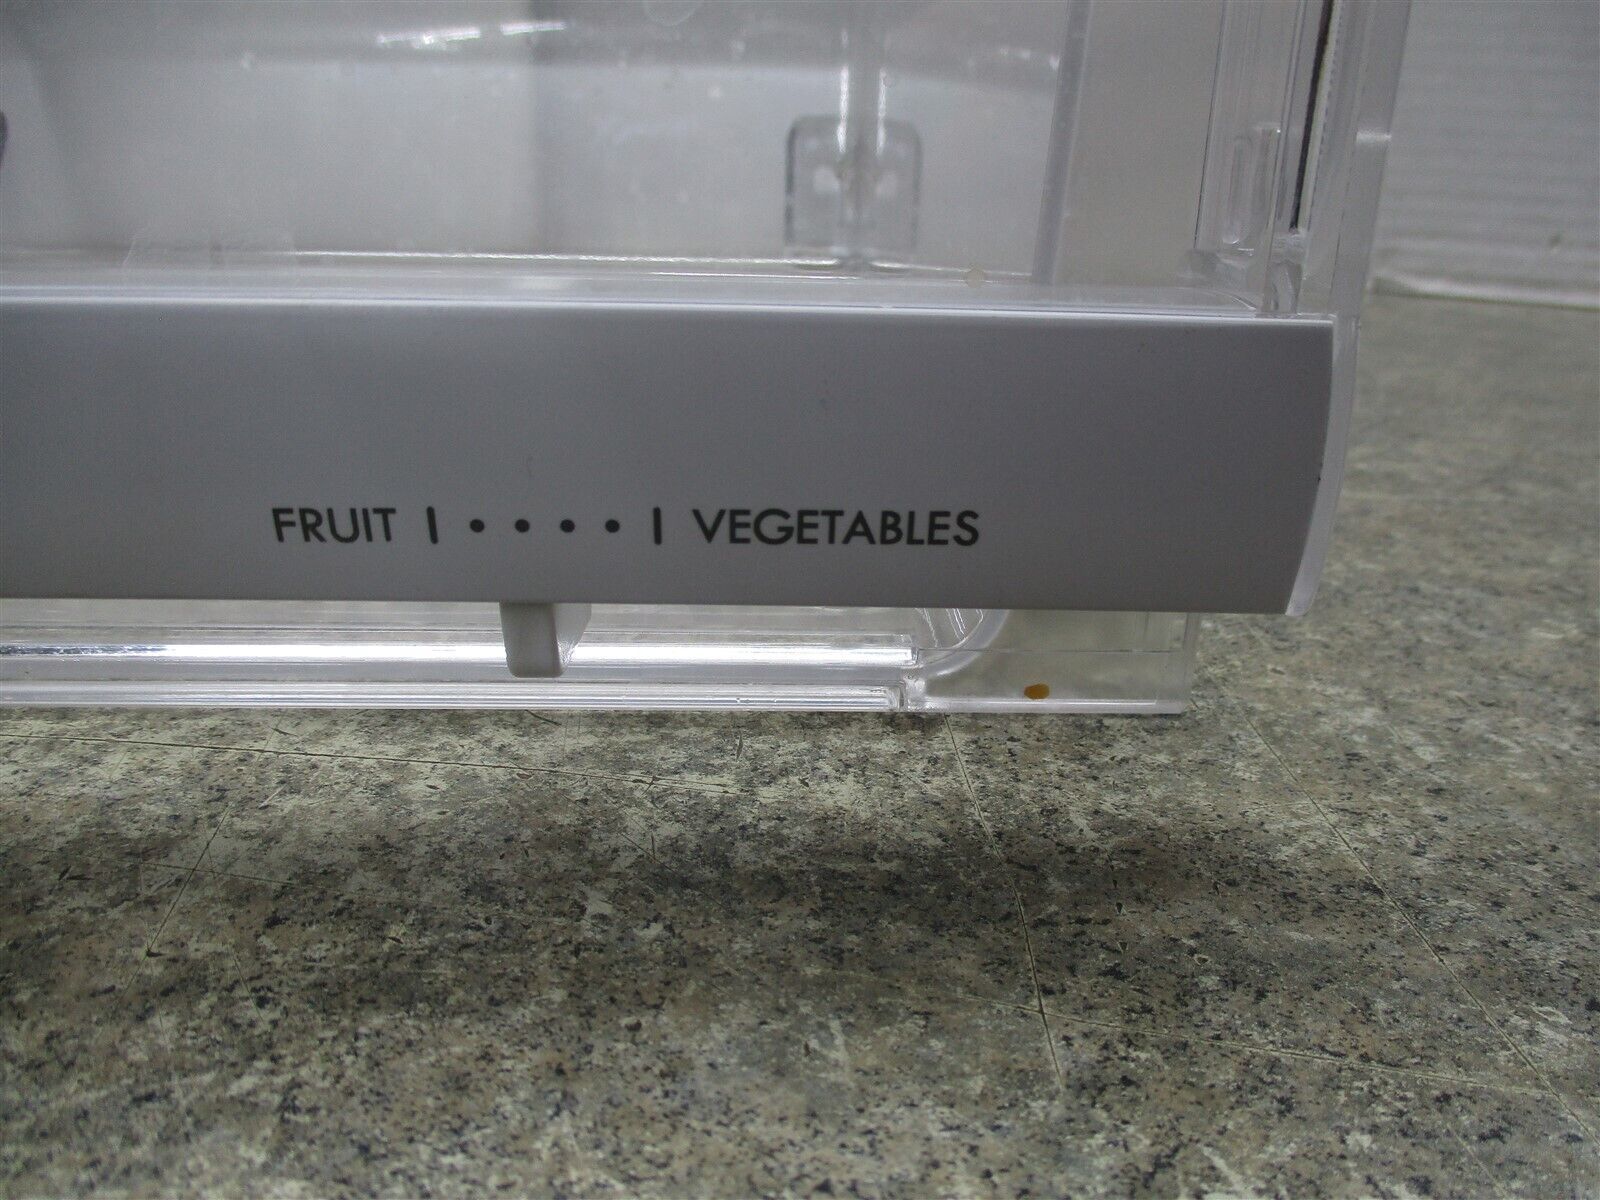 FRUIT | • • • • | VEGETABLES